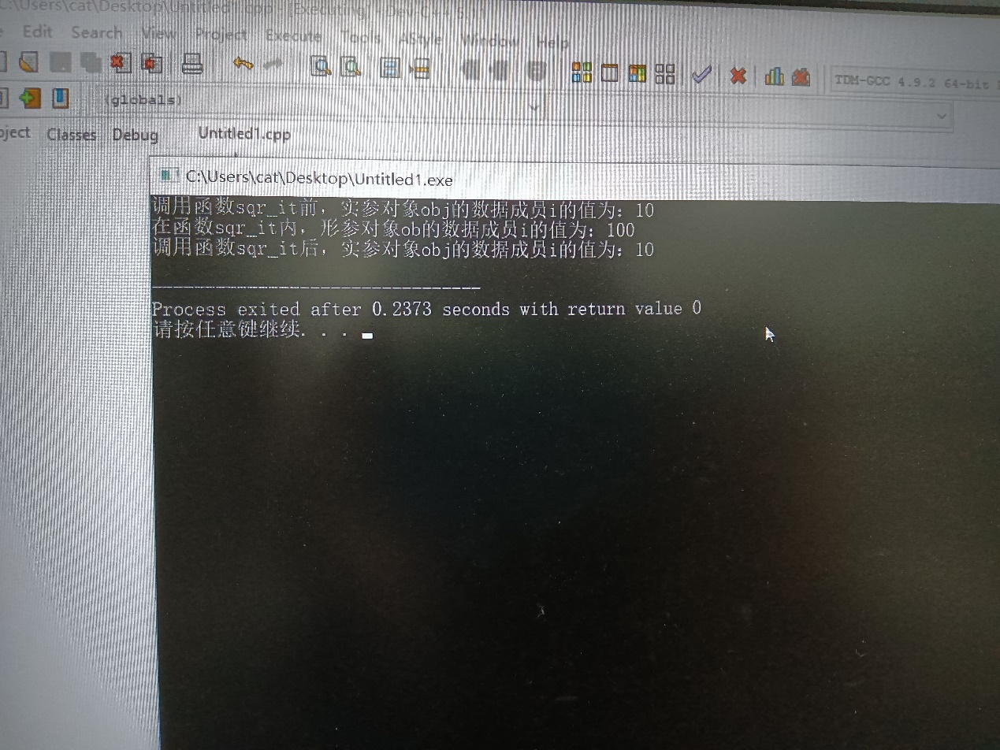 C:\Users\cat\Desktop\Untitled1.cpp - [Executing] - Dev-C++ 5.11
Edit Search View Project Execute Tools AStyle Window Help
TDM-GCC 4.9.2 64-bit
(globals)
Classes Debug Untitled1.cpp
C:\Users\cat\Desktop\Untitled1.exe
调用函数sqr_it前，实参对象obj的数据成员i的值为：10
在函数sqr_it内，形参对象ob的数据成员i的值为：100
调用函数sqr_it后，实参对象obj的数据成员i的值为：10
--------------------------------
Process exited after 0.2373 seconds with return value 0
请按任意键继续. . .